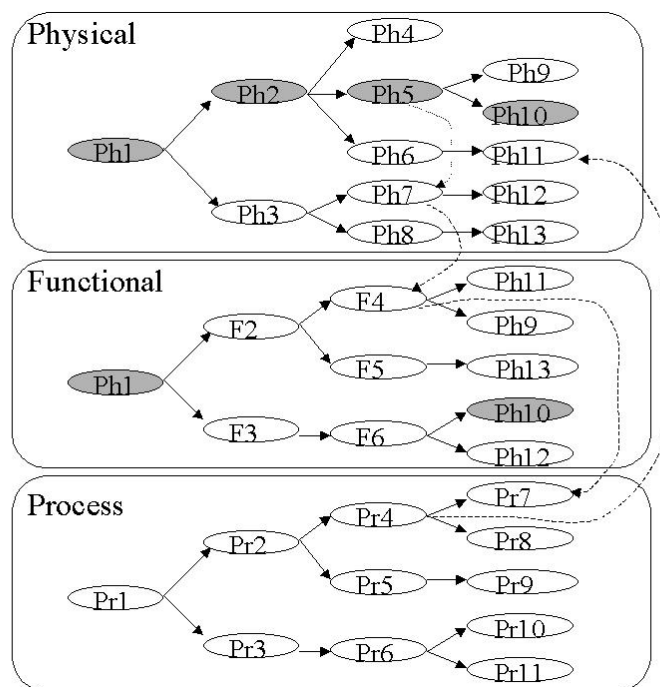 Physical
Ph4
Ph9
Ph2
Ph5
Ph10
Ph1
Ph6
Ph11
Ph3
Ph7
Ph12
Ph8
Ph13
Functional
F4
Ph11
F2
Ph9
Ph1
F5
Ph13
F3
F6
Ph10
Ph12
Process
Pr4
Pr7
Pr2
Pr8
Pr1
Pr5
Pr9
Pr3
Pr6
Pr10
Pr11